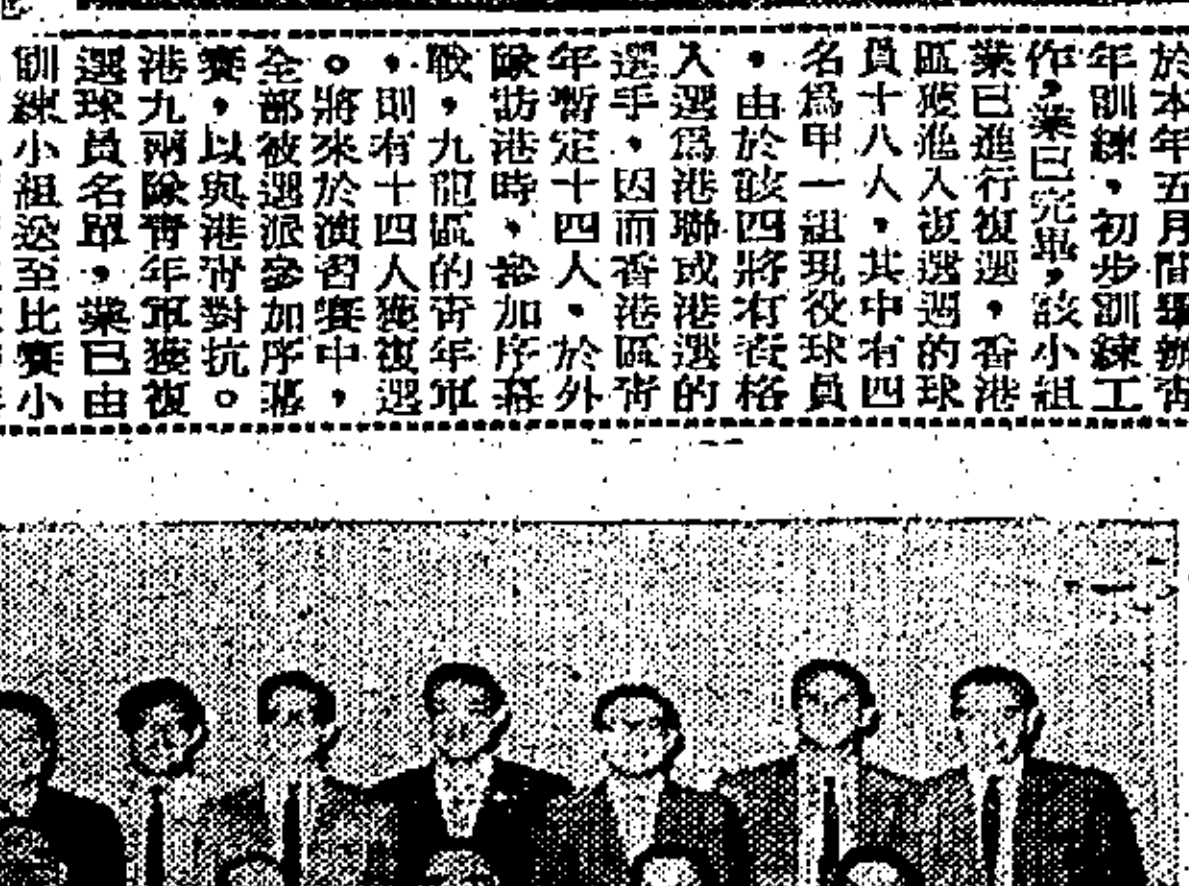 於本年五月間舉辦青
年訓練，初步訓練工
作，業已完畢，該小組
業已進行複選，香港
區獲進入複選過的球
員十八人，其中有四
名爲甲一組現役球員
，由於該四將有資格
入選爲港聯或港選的
選手，因而香港區青
年暫定十四人，於外
隊訪港時，參加序幕
戰，九龍區的青年軍
，則有十四人獲複選
。將來於演習賽中，
全部被選派參加序幕
賽，以與港青對抗。
港九兩隊青年軍獲複
選球員名單，業已由
訓練小組送至比賽小